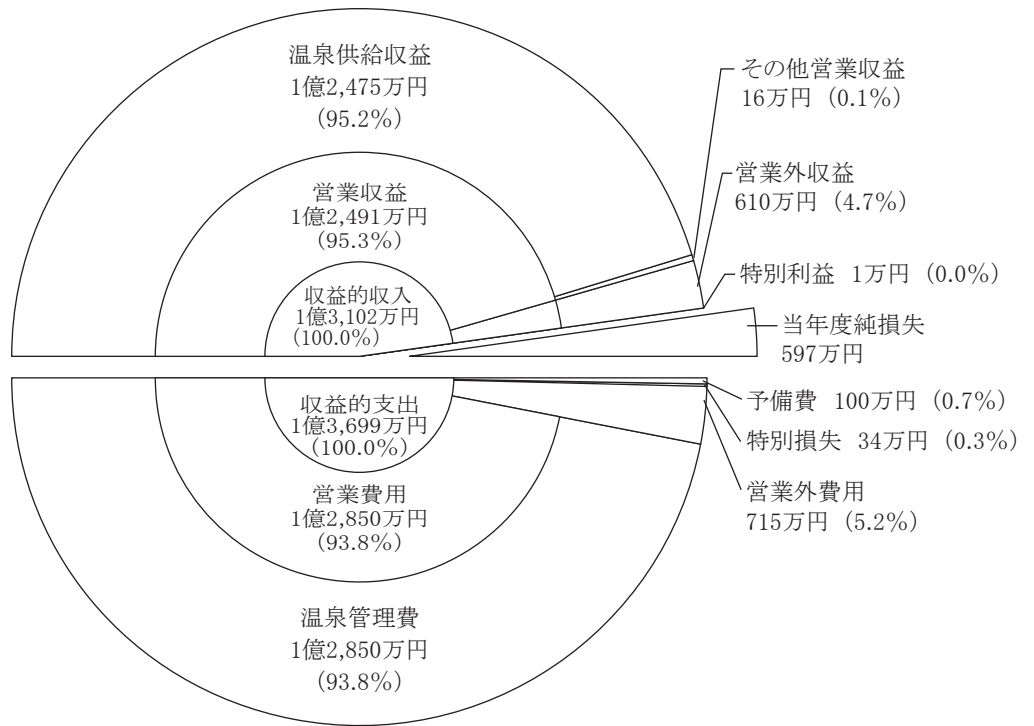 温泉供給収益
1億2,475万円
（95.2％）
営業収益
1億2,491万円
（95.3％）
収益的収入
1億3,102万円
（100.0％）
その他営業収益
16万円（0.1％）
営業外収益
610万円（4.7％）
特別利益 1万円（0.0％）
当年度純損失
597万円
収益的支出
1億3,699万円
（100.0％）
営業費用
1億2,850万円
（93.8％）
温泉管理費
1億2,850万円
（93.8％）
予備費 100万円（0.7％）
特別損失 34万円（0.3％）
営業外費用
715万円（5.2％）